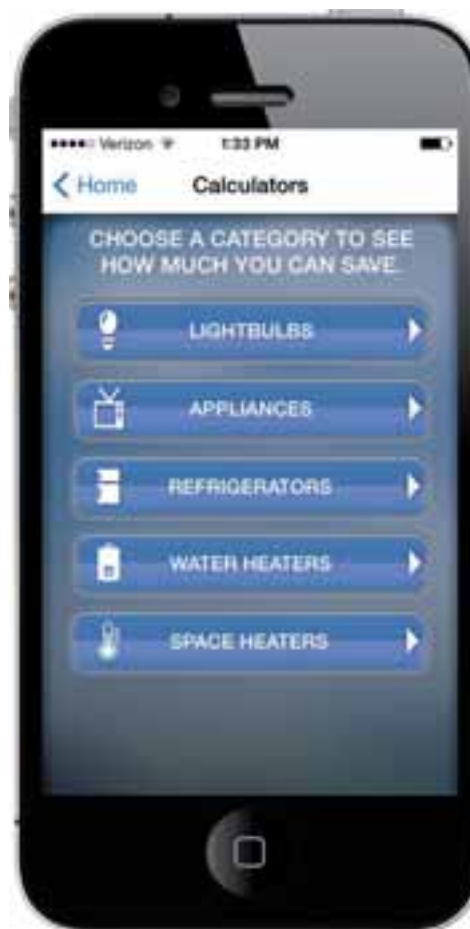 Verizon 1:33 PM
Home Calculators
CHOOSE A CATEGORY TO SEE
HOW MUCH YOU CAN SAVE.
LIGHTBULBS
APPLIANCES
REFRIGERATORS
WATER HEATERS
SPACE HEATERS